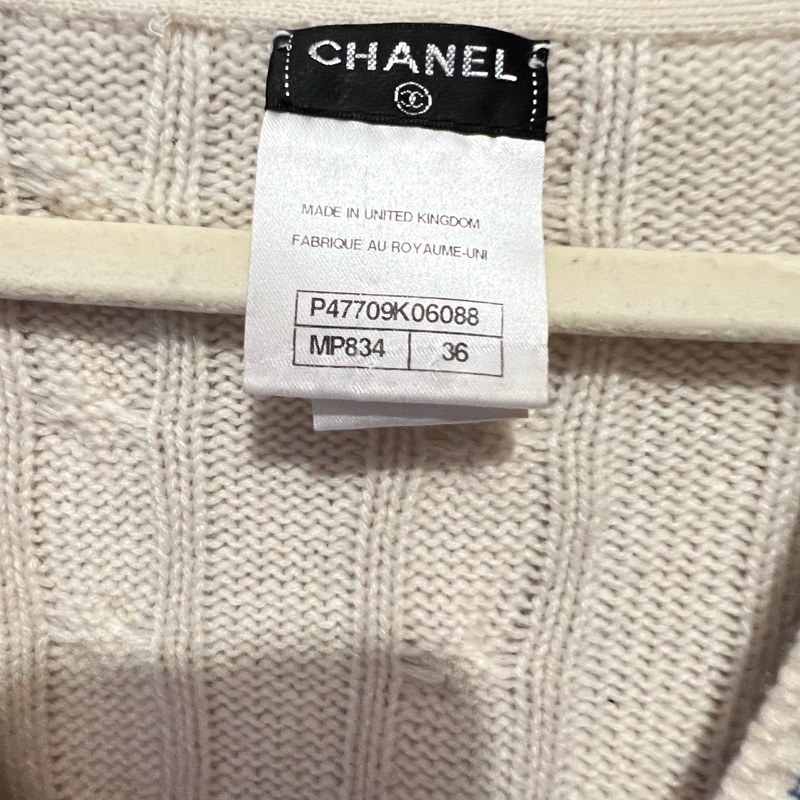 CHANEL
MADE IN UNITED KINGDOM
FABRIQUE AU ROYAUME-UNI
P47709K06088
MP834 36